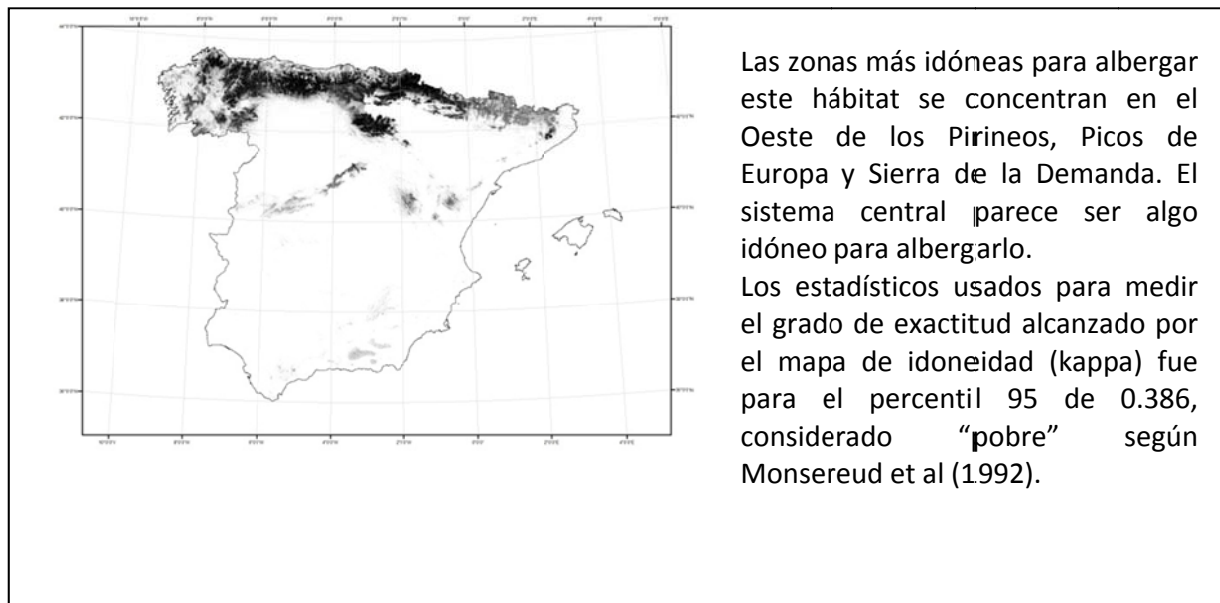 Las zonas más idóneas para albergar
este hábitat se concentran en el
Oeste de los Pirineos, Picos de
Europa y Sierra de la Demanda. El
sistema central parece ser algo
idóneo para albergarlo.
Los estadísticos usados para medir
el grado de exactitud alcanzado por
el mapa de idoneidad (kappa) fue
para el percentil 95 de 0.386,
considerado “pobre” según
Monsereud et al (1992).